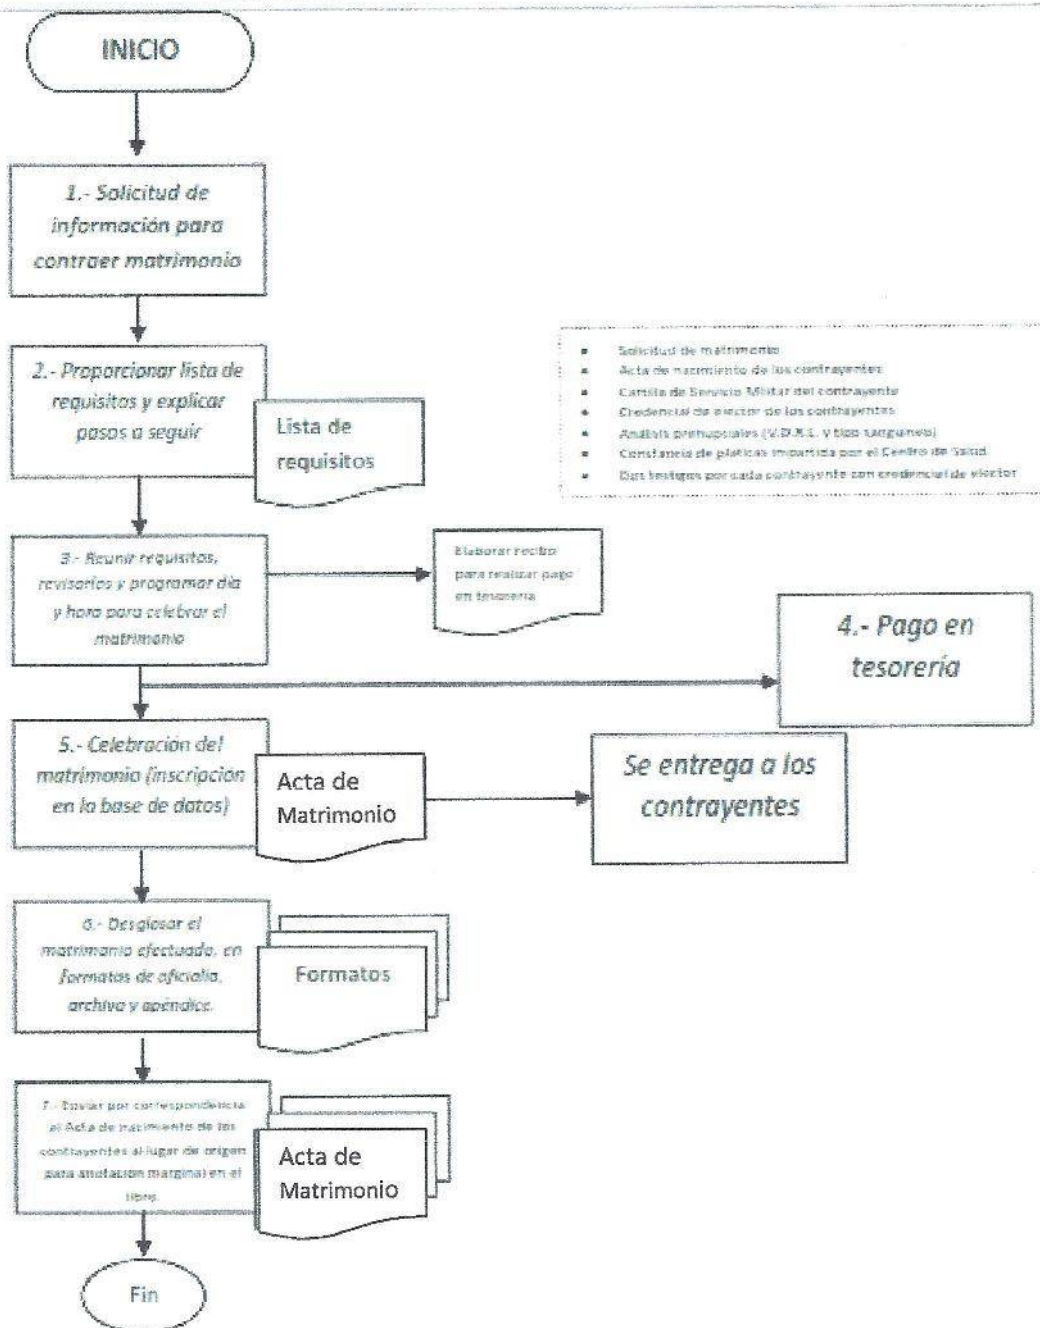 INICIO
1.- Solicitud de
información para
contraer matrimonio
2.- Proporcionar lista de
requisitos y explicar
pasos a seguir
Lista de
requisitos
Solicitud de matrimonio
Acta de nacimiento de los contrayentes
Cartilla de Servicio Militar del contrayente
Credencial de elector de los contrayentes
Análisis prenupciales (V.D.R.L. y tipo sanguíneo)
Constancia de platicas impartida por el Centro de Salud
Dos testigos por cada contrayente con credencial de elector
3.- Reunir requisitos,
revisarlos y programar día
y hora para celebrar el
matrimonio
Elaborar recibo
para realizar pago
en tesorería
4.- Pago en
tesorería
5.- Celebración del
matrimonio (inscripción
en la base de datos)
Acta de
Matrimonio
Se entrega a los
contrayentes
6.- Desglosar el
matrimonio efectuado, en
formatos de oficialía,
archivo y apéndice.
Formatos
7.- Enviar por correspondencia
el Acta de nacimiento de los
contrayentes al lugar de origen
para anotación marginal en el
libro
Acta de
Matrimonio
Fin